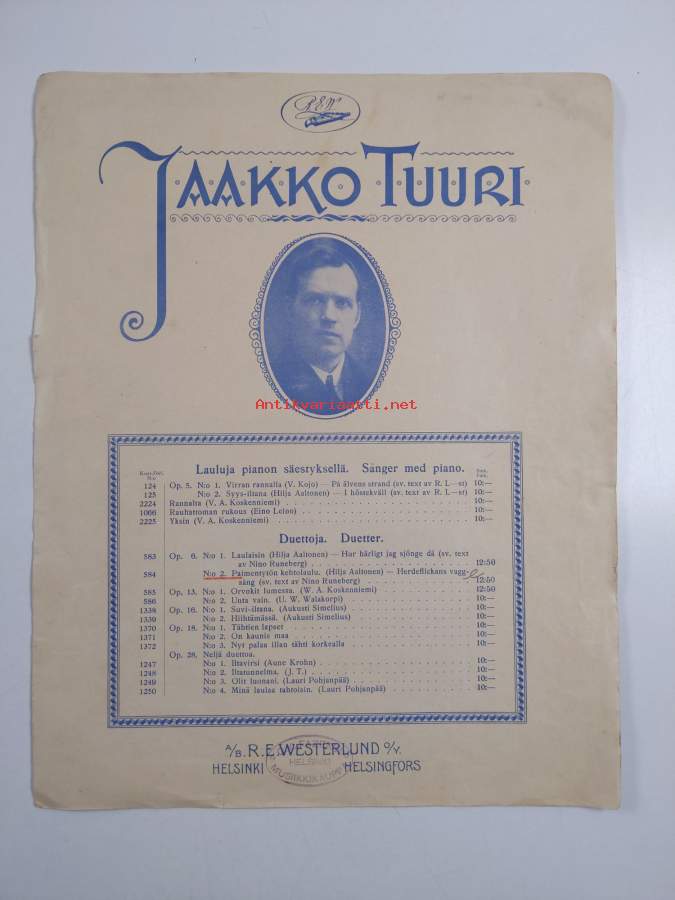 R.E.W.
JAAKKO TUURI
Antikvariaatti.net
Lauluja pianon säestyksellä. Sånger med piano.
124 Op. 5. N:o 1. Virran rannalla (V. Kojo) — På älvens strand (sv. text av R. L—st) 10:—
125 N:o 2. Syys-iltana (Hilja Aaltonen) — I höstekväll (sv. text av R. L—st) 10:—
2224 Rannalta (V. A. Koskenniemi) 10:—
1066 Rauhattoman rukous (Eino Leino) 10:—
2225 Yksin (V. A. Koskenniemi) 10:—
Duettoja. Duetter.
583 Op. 6. N:o 1. Laulaisin (Hilja Aaltonen) — Hur härligt jag sjönge då (sv. text
av Nino Runeberg) 12:50
584 N:o 2. Paimentytön kehtolaulu. (Hilja Aaltonen) — Herdeflickans vagg-
sång (sv. text av Nino Runeberg) 12:50
585 Op. 13. N:o 1. Orvokit lumesta. (V. A. Koskenniemi) 12:50
586 N:o 2. Uuta vain. (U. W. Walakorpi) 10:—
1338 Op. 16. N:o 1. Suvi-iltana. (Aukusti Simelius) 10:—
1339 N:o 2. Hiihtämässä. (Aukusti Simelius) 10:—
1370 Op. 18. N:o 1. Tähtien lapset 10:—
1371 N:o 2. On kaunis maa 10:—
1372 N:o 3. Nyt palaa illan tähti korkealla 10:—
Op. 28. Neljä duettoa.
1247 N:o 1. Iltavirsi (Aune Krohn) 10:—
1248 N:o 2. Iltatunnelma. (J. T.) 10:—
1249 N:o 3. Olit luonani. (Lauri Pohjanpää) 10:—
1250 N:o 4. Minä laulaa tahtoisin. (Lauri Pohjanpää) 10:—
A/B. R. E. WESTERLUND O/Y.
HELSINKI HELSINGFORS
HELSINKI
MUSIIKKIKAUPPA